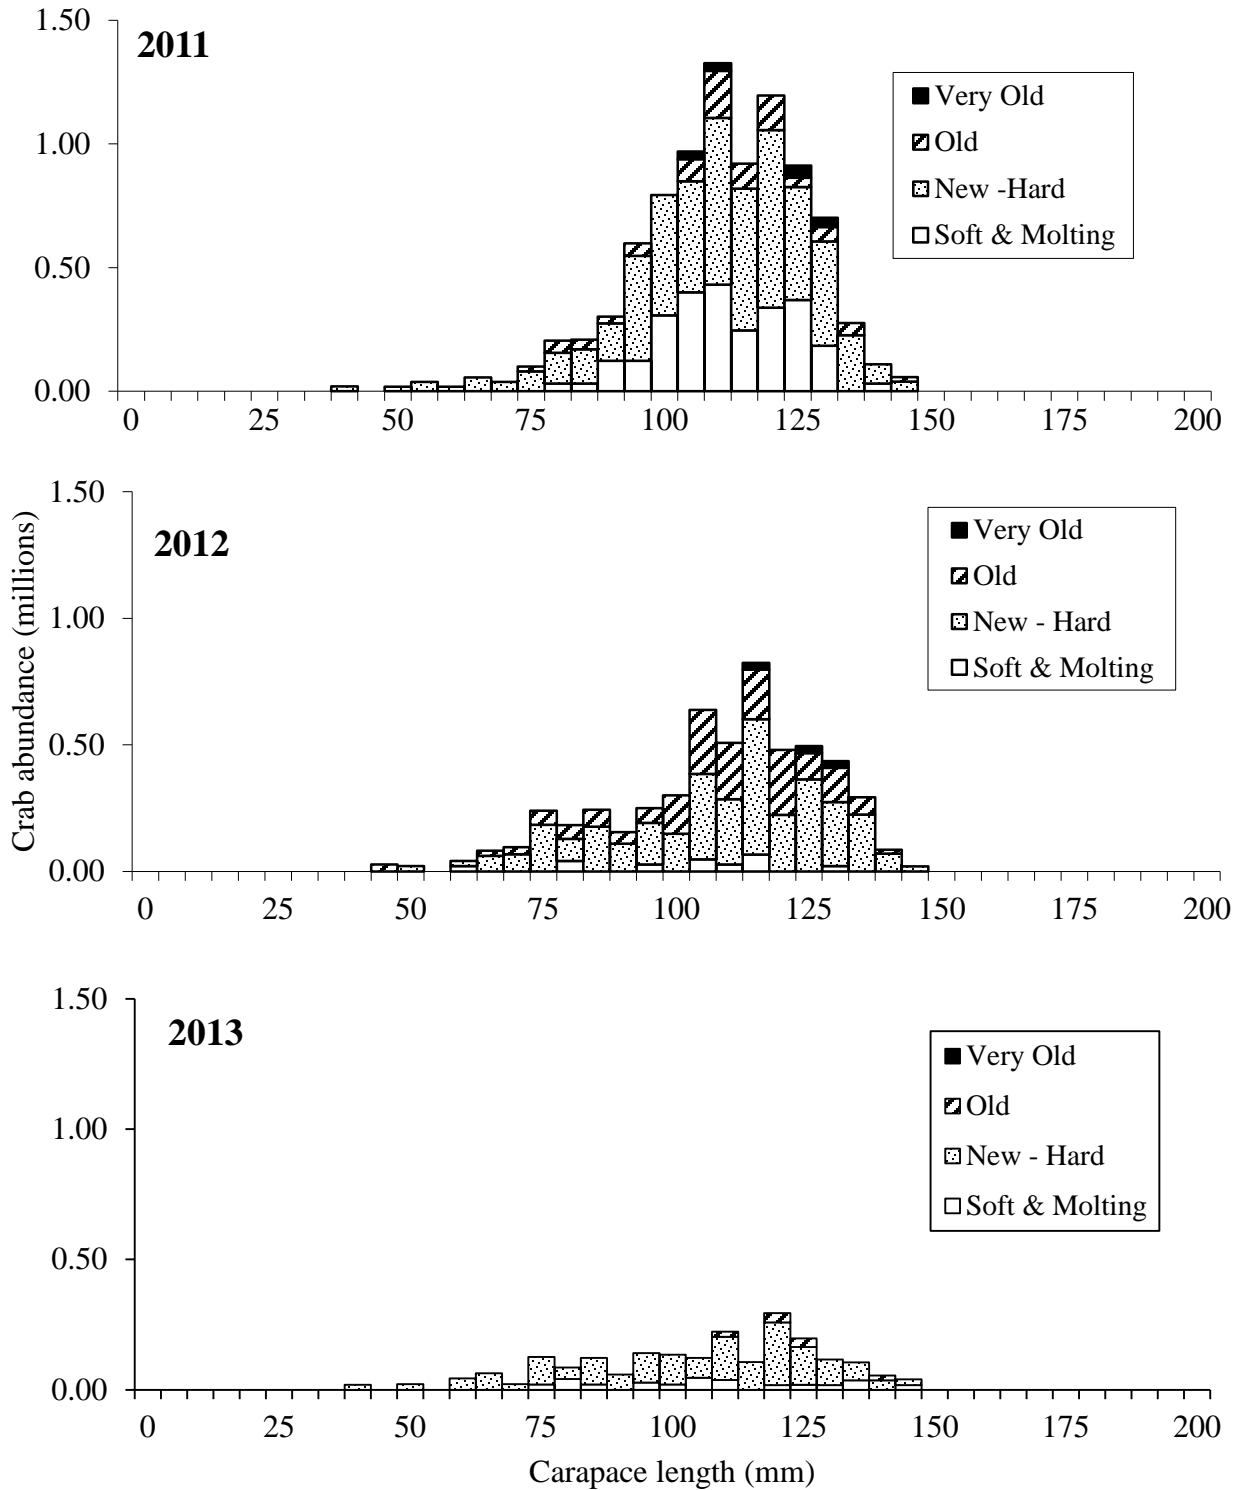 1.50
2011
Very Old
Old
New -Hard
Soft & Molting
1.00
0.50
0.00
0 25 50 75 100 125 150 175 200
Crab abundance (millions)
1.50
2012
Very Old
Old
New - Hard
Soft & Molting
1.00
0.50
0.00
0 25 50 75 100 125 150 175 200
1.50
2013
Very Old
Old
New - Hard
Soft & Molting
1.00
0.50
0.00
0 25 50 75 100 125 150 175 200
Carapace length (mm)